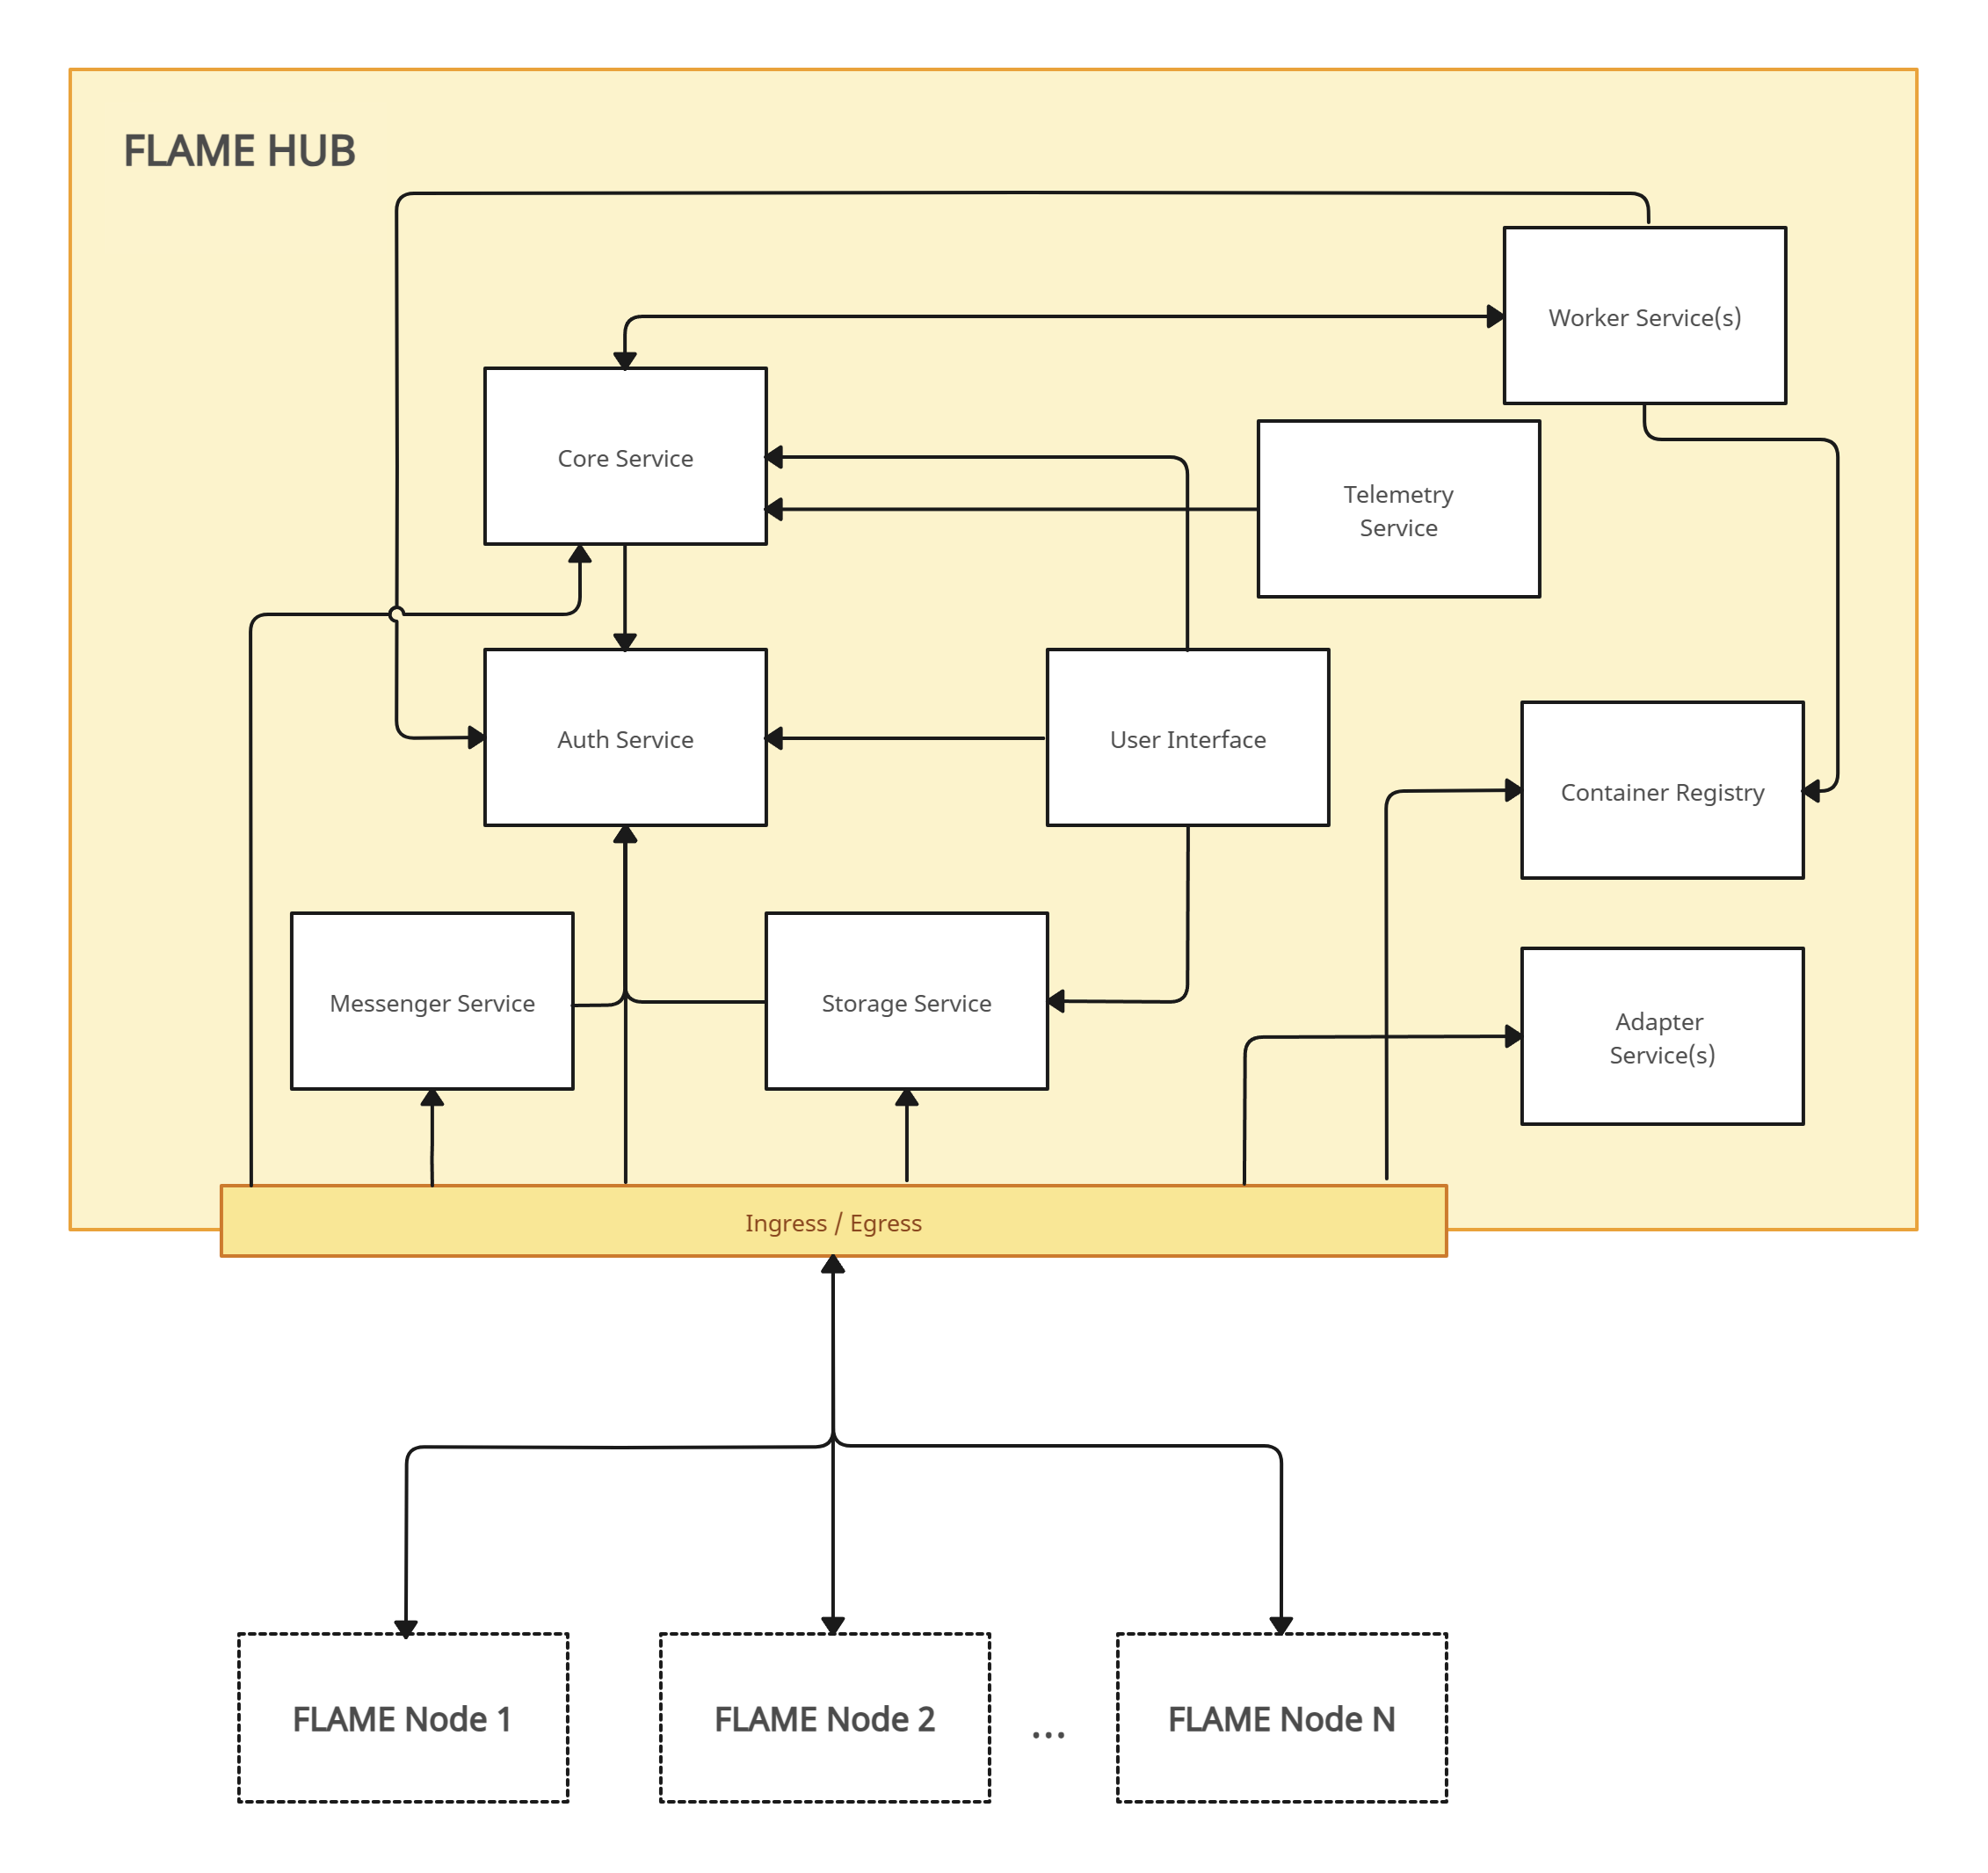 FLAME HUB
Worker Service(s)
Core Service
Telemetry
Service
Auth Service
User Interface
Container Registry
Messenger Service
Storage Service
Adapter
Service(s)
Ingress / Egress
FLAME Node 1
FLAME Node 2
...
FLAME Node N